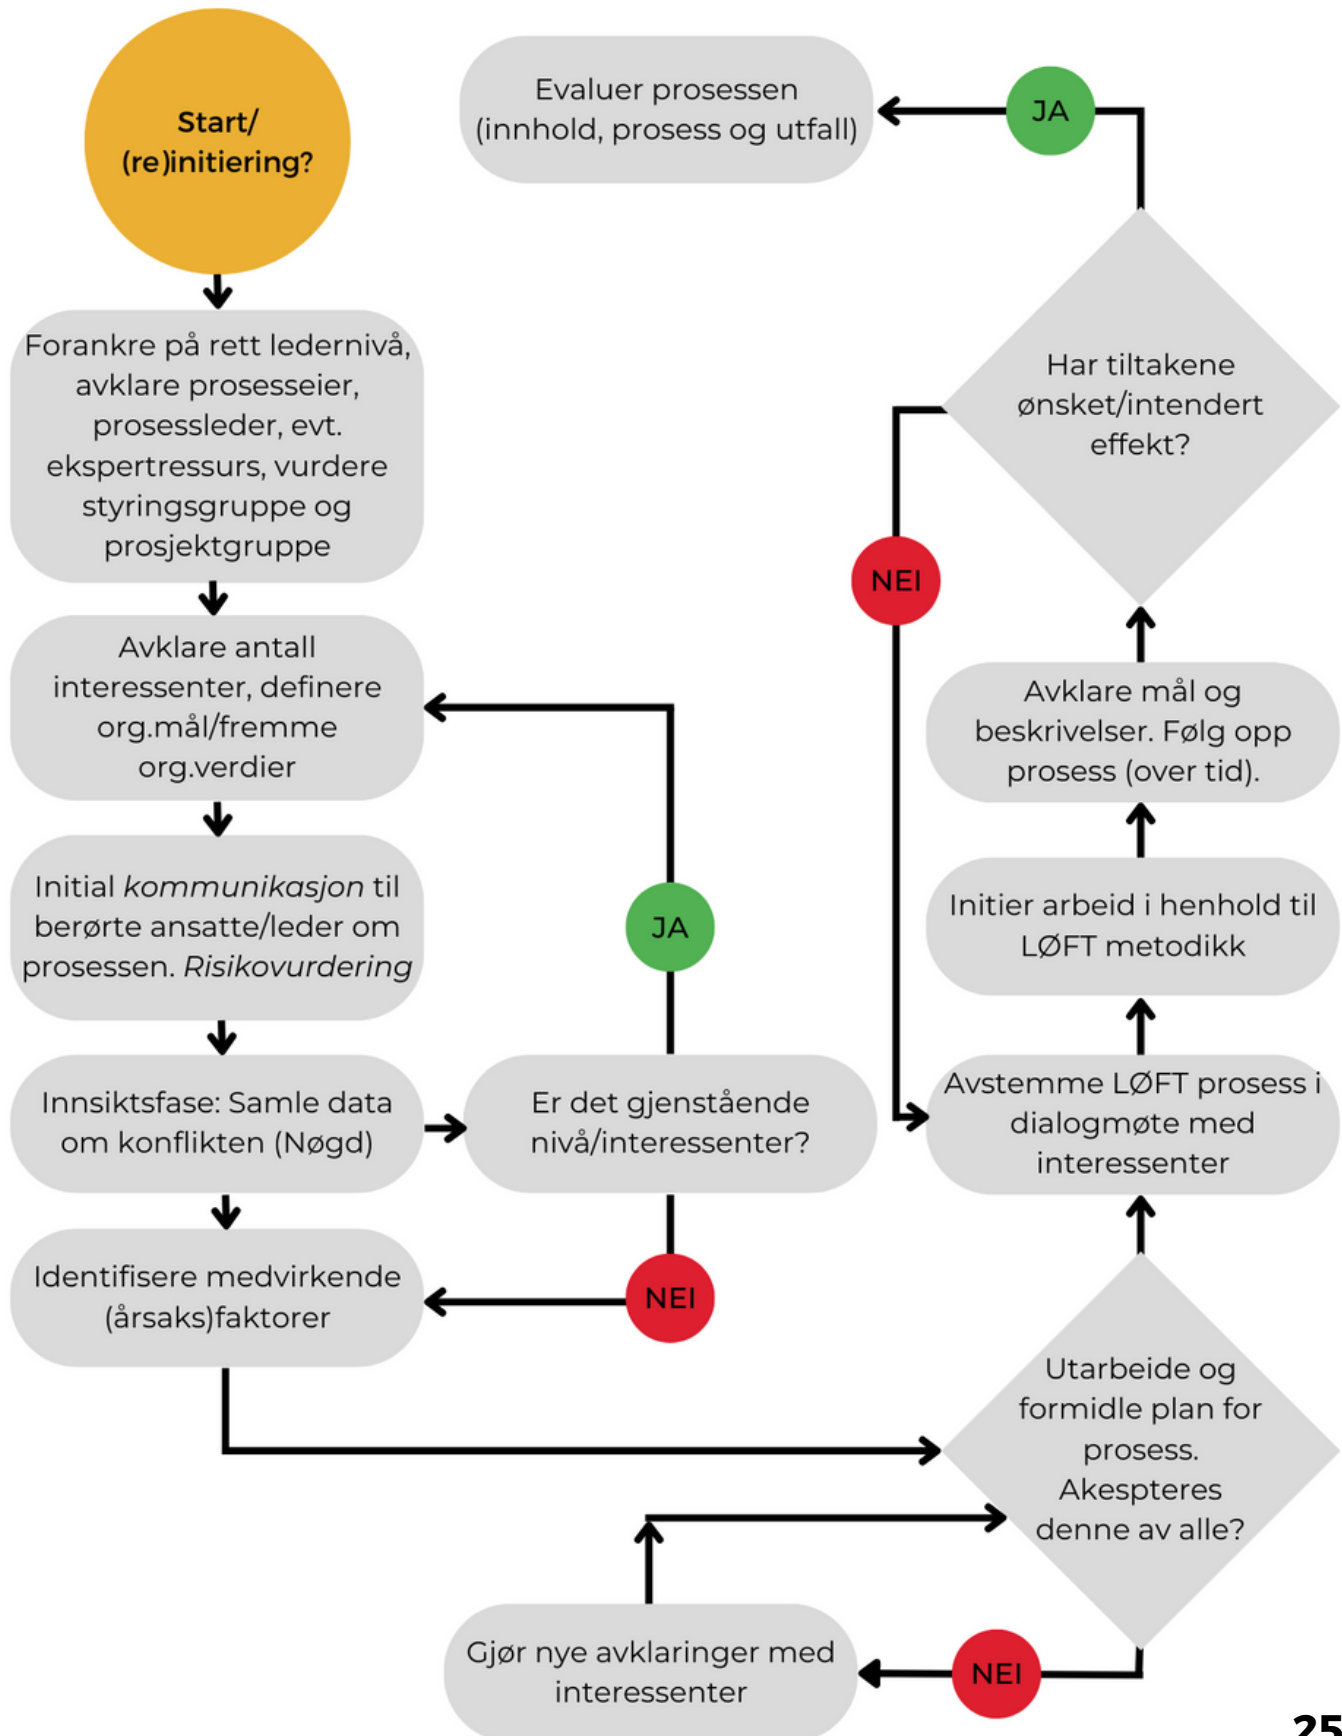 Start/
(re)initiering?
Forankre på rett ledernivå,
avklare prosesseier,
prosessleder, evt.
ekspertressurs, vurdere
styringsgruppe og
prosjektgruppe
Avklare antall
interessenter, definere
org.mål/fremme
org.verdier
Initial kommunikasjon til
berørte ansatte/leder om
prosessen. Risikovurdering
Innsiktsfase: Samle data
om konflikten (Nøgd)
Er det gjenstående
nivå/interessenter?
JA
NEI
Identifisere medvirkende
(årsaks)faktorer
Utarbeide og
formidle plan for
prosess.
Akespteres
denne av alle?
NEI
Gjør nye avklaringer med
interessenter
Avstemme LØFT prosess i
dialogmøte med
interessenter
Initier arbeid i henhold til
LØFT metodikk
Avklare mål og
beskrivelser. Følg opp
prosess (over tid).
Har tiltakene
ønsket/intendert
effekt?
NEI
JA
Evaluer prosessen
(innhold, prosess og utfall)
25